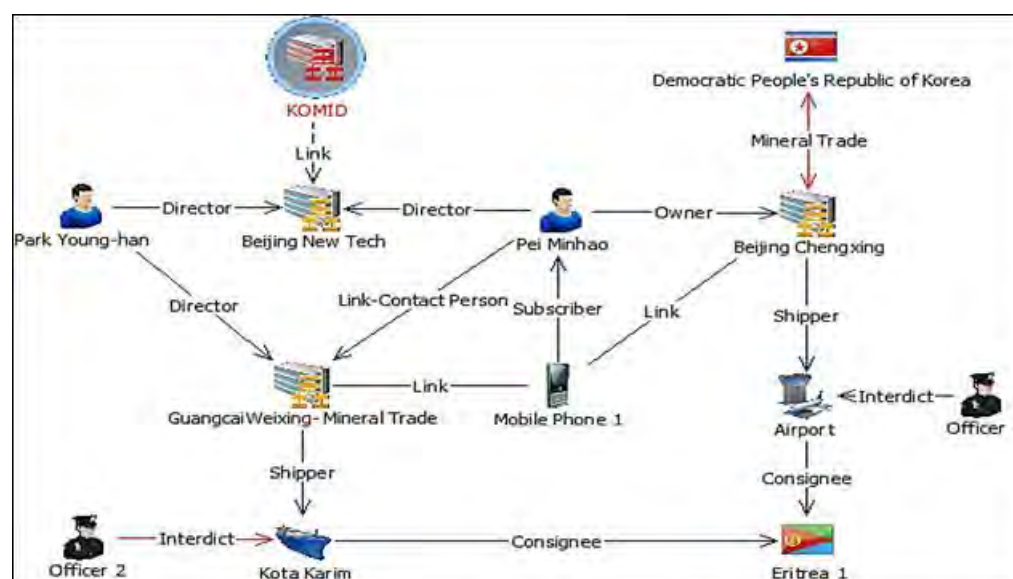 KOMID
Democratic People's Republic of Korea
Link
Mineral Trade
Director
Director
Owner
Park Young-han
Beijing New Tech
Pei Minhao
Beijing Chengxing
Director
Link-Contact Person
Subscriber
Link
Shipper
Link
Interdict
GuangcaiWeixing- Mineral Trade
Mobile Phone 1
Airport
Officer
Shipper
Consignee
Interdict
Consignee
Officer 2
Kota Karim
Eritrea 1